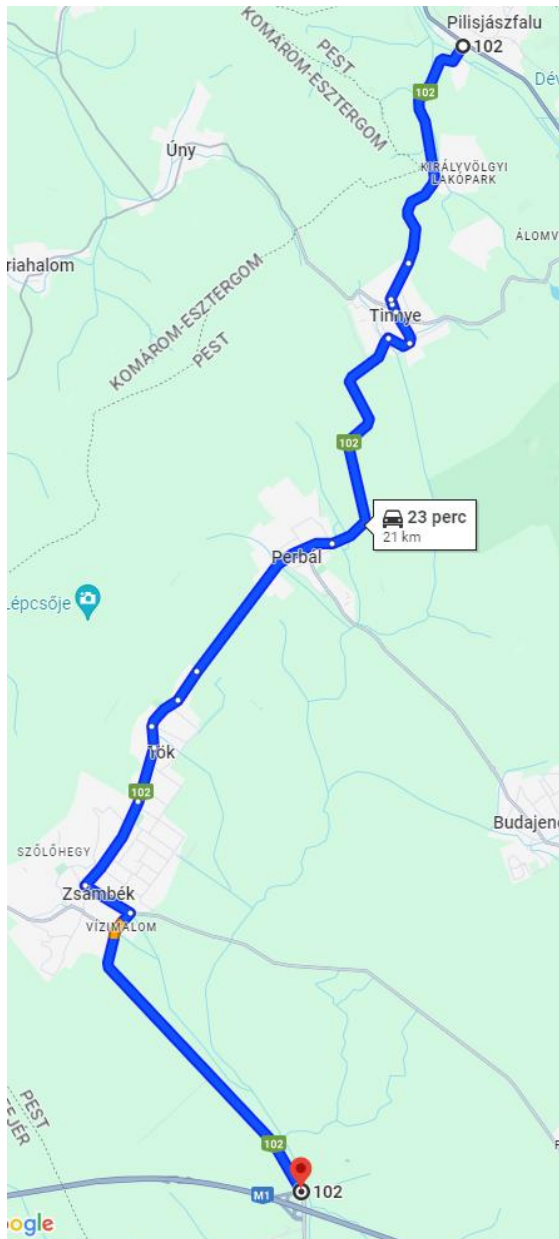 Pilisjászfalu
102
PEST
KOMÁROM-ESZTERGOM
Dév
102
Úny
KIRÁLYVÖLGYI
LAKÓPARK
ÁLOMV
riahalom
KOMÁROM-ESZTERGOM
PEST
Tinnye
102
23 perc
21 km
Perbál
Lépcsője
Tök
102
Budajenő
SZŐLŐHEGY
Zsámbék
VÍZIMALOM
PEST
FEJÉR
102
M1
102
ogle